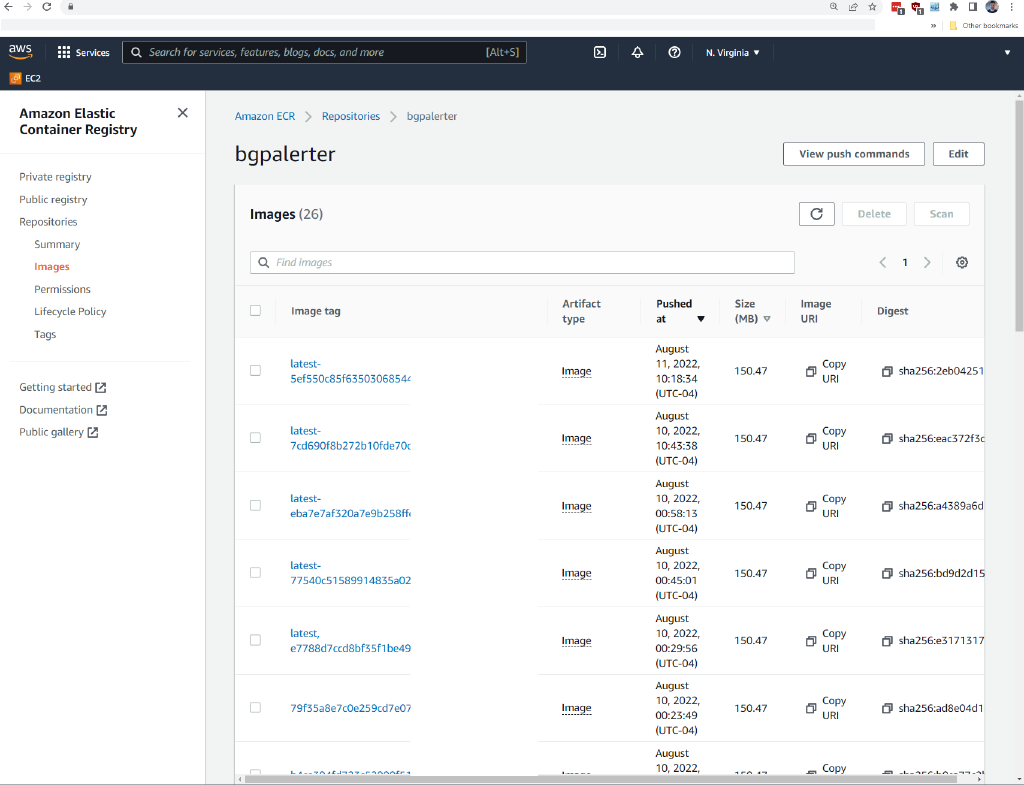 Other bookmarks
aws
Services
Search for services, features, blogs, docs, and more
[Alt+S]
N. Virginia
EC2
Amazon Elastic
Container Registry
Private registry
Public registry
Repositories
Summary
Images
Permissions
Lifecycle Policy
Tags
Getting started
Documentation
Public gallery
Amazon ECR
Repositories
bgpalerter
bgpalerter
View push commands
Edit
Images (26)
Delete
Scan
Find images
1
Image tag
Artifact
type
Pushed
at
Size
(MB)
Image
URI
Digest
latest-
5ef550c85f6350306854
Image
August
11, 2022,
10:18:34
(UTC-04)
150.47
Copy
URI
sha256:2eb04251
latest-
7cd690f8b272b10fde70
Image
August
10, 2022,
10:43:38
(UTC-04)
150.47
Copy
URI
sha256:eac372f3
latest-
eba7e7af320a7e9b258ff
Image
August
10, 2022,
00:58:13
(UTC-04)
150.47
Copy
URI
sha256:a4389a6d
latest-
77540c51589914835a02
Image
August
10, 2022,
00:45:01
(UTC-04)
150.47
Copy
URI
sha256:bd9d2d15
latest,
e7788d7ccd8bf35f1be49
Image
August
10, 2022,
00:29:56
(UTC-04)
150.47
Copy
URI
sha256:e3171317
79f35a8e7c0e259cd7e07
Image
August
10, 2022,
00:23:49
(UTC-04)
150.47
Copy
URI
sha256:ad8e04d1
August
10, 2022,
Copy